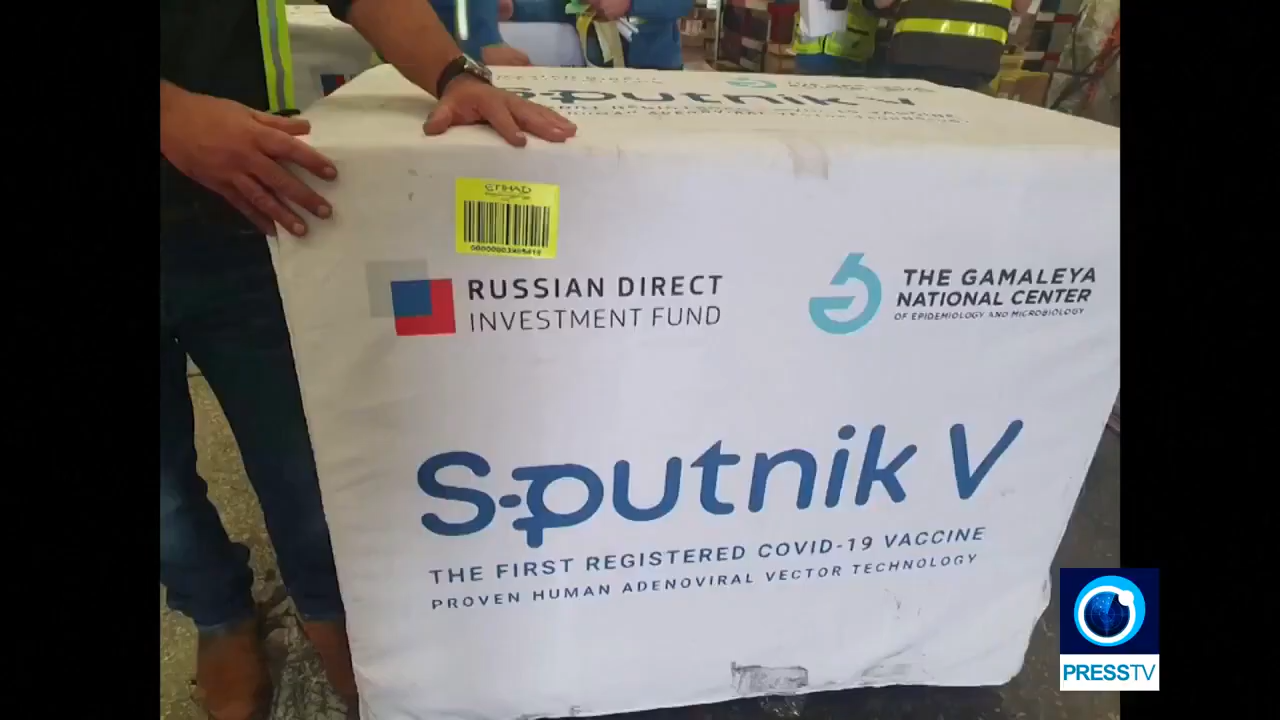 Sputnik V
ETIHAD
RUSSIAN DIRECT
INVESTMENT FUND
THE GAMALEYA
NATIONAL CENTER
OF EPIDEMIOLOGY AND MICROBIOLOGY
Sputnik V
THE FIRST REGISTERED COVID-19 VACCINE
PROVEN HUMAN ADENOVIRAL VECTOR TECHNOLOGY
PRESSTV